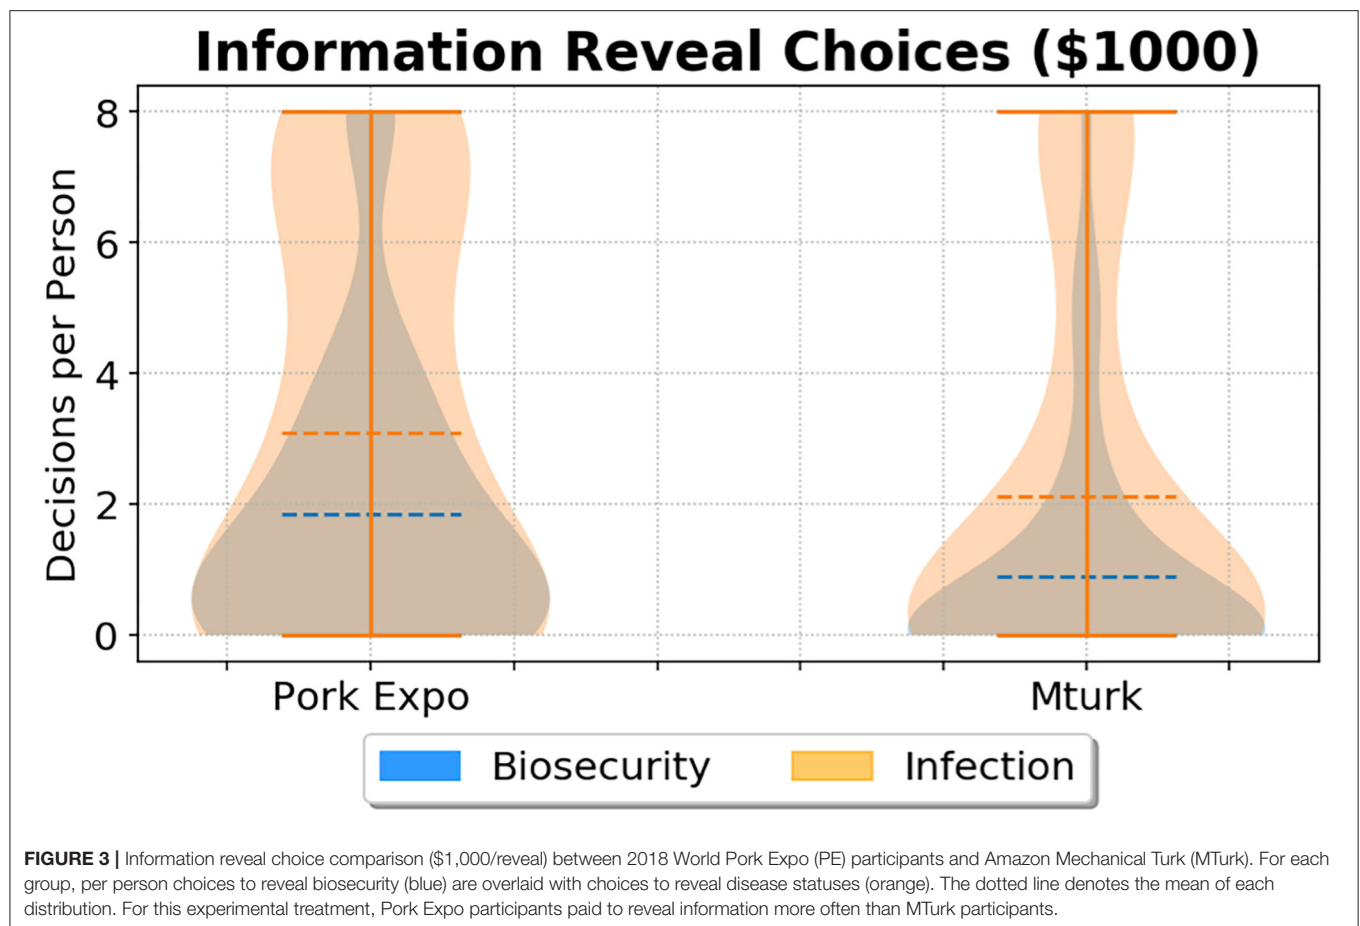 Information Reveal Choices ($1000)
Decisions per Person
8
6
4
2
0
Pork Expo
Mturk
Biosecurity
Infection
FIGURE 3 | Information reveal choice comparison ($1,000/reveal) between 2018 World Pork Expo (PE) participants and Amazon Mechanical Turk (MTurk). For each
group, per person choices to reveal biosecurity (blue) are overlaid with choices to reveal disease statuses (orange). The dotted line denotes the mean of each
distribution. For this experimental treatment, Pork Expo participants paid to reveal information more often than MTurk participants.